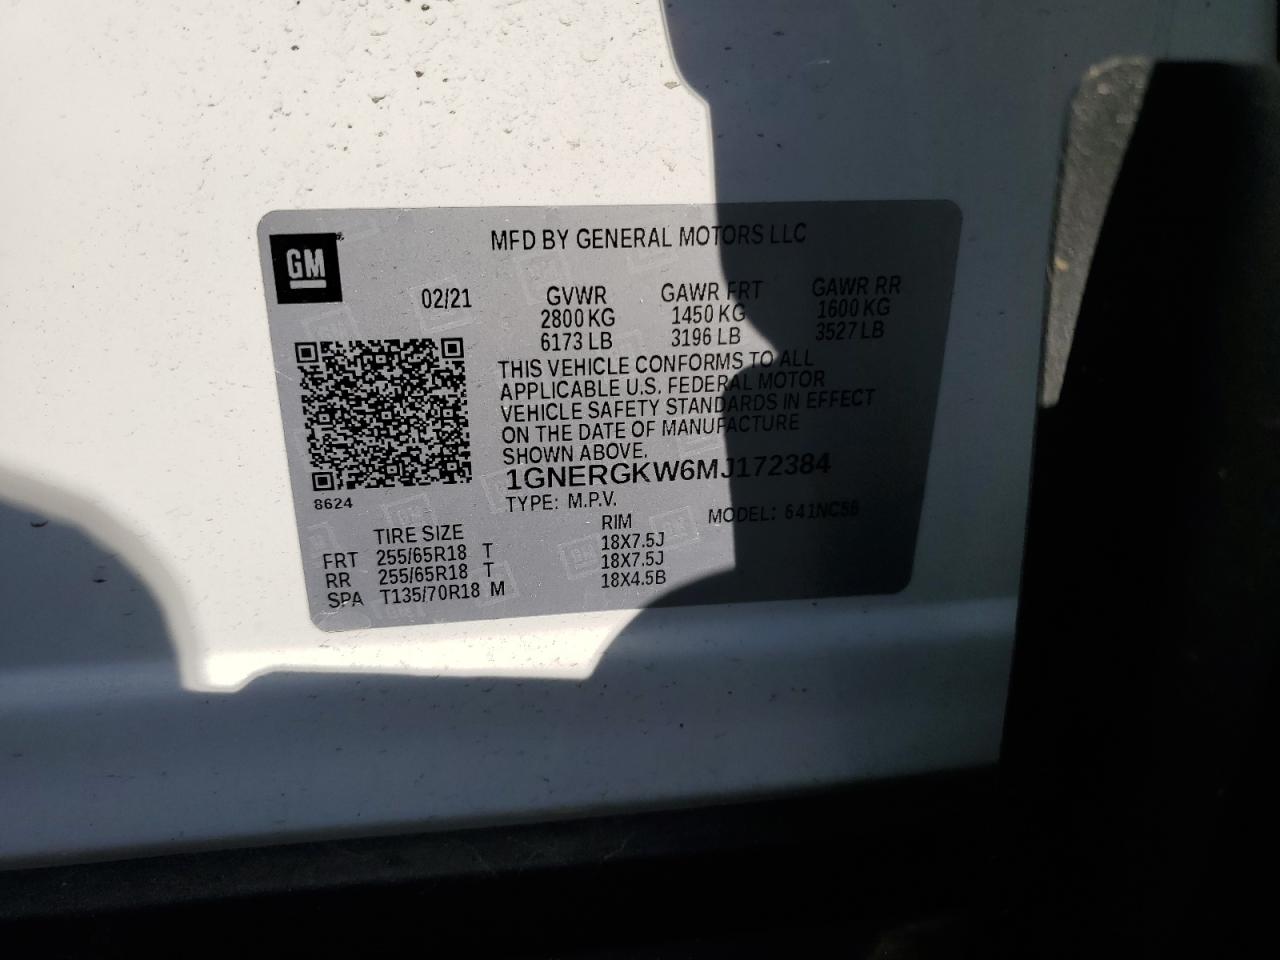 GM
MFD BY GENERAL MOTORS LLC
02/21 GVWR GAWR FRT GAWR RR
2800 KG 1450 KG 1600 KG
6173 LB 3196 LB 3527 LB
THIS VEHICLE CONFORMS TO ALL
APPLICABLE U.S. FEDERAL MOTOR
VEHICLE SAFETY STANDARDS IN EFFECT
ON THE DATE OF MANUFACTURE
SHOWN ABOVE.
1GNERGKW6MJ172384
8624
TYPE: M.P.V. MODEL: 641NC56
TIRE SIZE RIM
FRT 255/65R18 T 18X7.5J
RR 255/65R18 T 18X7.5J
SPA T135/70R18 M 18X4.5B